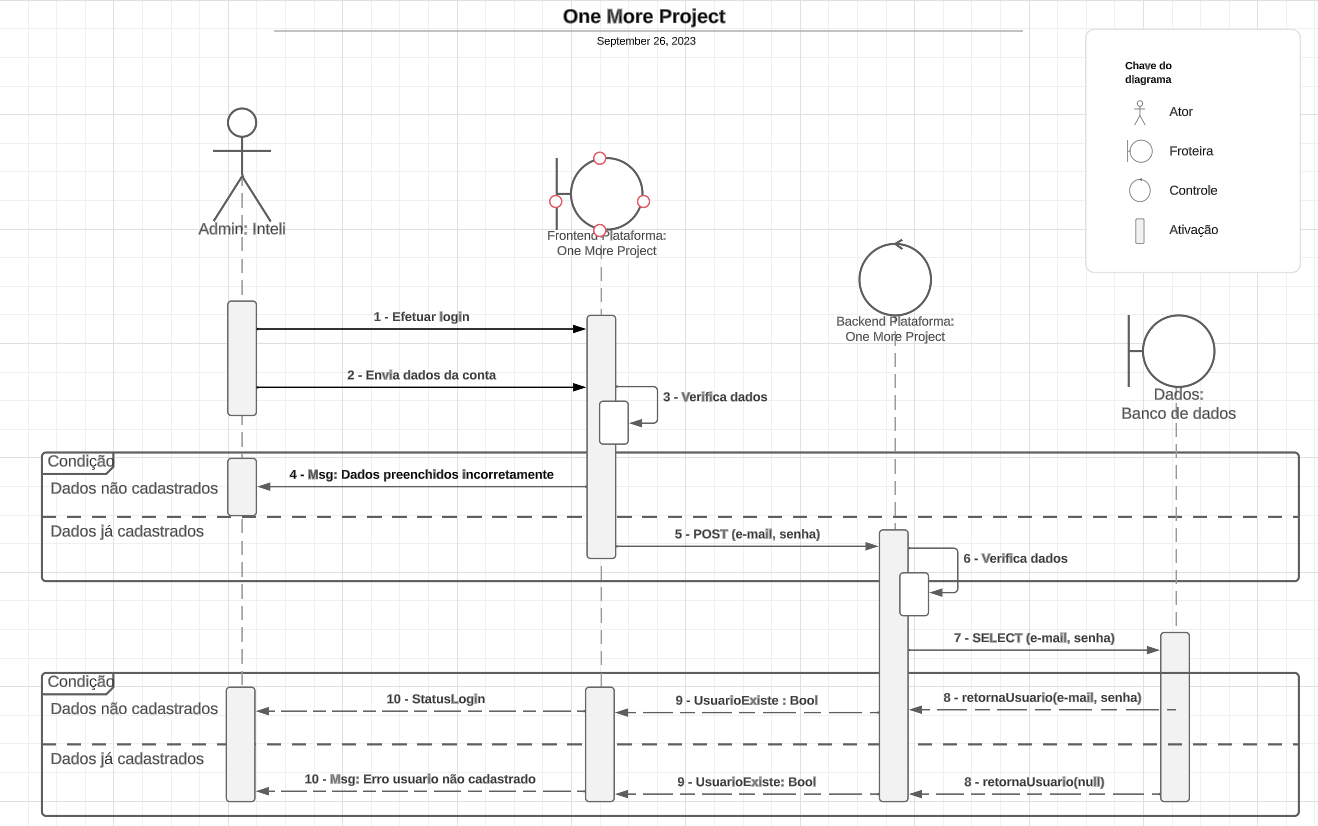 One More Project
September 26, 2023
Chave do
diagrama
Ator
Froteira
Controle
Ativação
Admin: Inteli
Frontend Plataforma:
One More Project
Backend Plataforma:
One More Project
Dados:
Banco de dados
1 - Efetuar login
2 - Envia dados da conta
3 - Verifica dados
Condição
Dados não cadastrados
4 - Msg: Dados preenchidos incorretamente
Dados já cadastrados
5 - POST (e-mail, senha)
6 - Verifica dados
7 - SELECT (e-mail, senha)
Condição
Dados não cadastrados
10 - StatusLogin
9 - UsuarioExiste : Bool
8 - retornaUsuario(e-mail, senha)
Dados já cadastrados
10 - Msg: Erro usuario não cadastrado
9 - UsuarioExiste: Bool
8 - retornaUsuario(null)